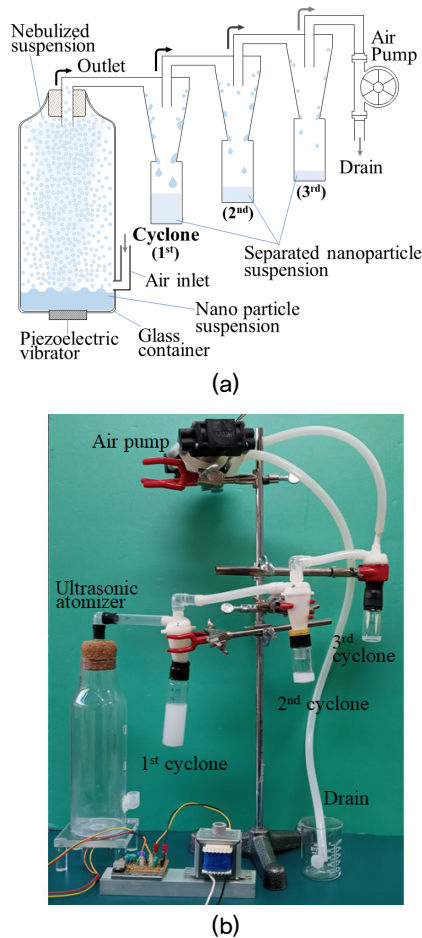 Nebulized
suspension
Outlet
Air
Pump
Drain
(3rd)
(2nd)
Cyclone
(1st)
Separated nanoparticle
suspension
Air inlet
Nano particle
suspension
Piezoelectric
vibrator
Glass
container
(a)
Air pump
Ultrasonic
atomizer
3rd
cyclone
2nd cyclone
1st cyclone
Drain
(b)